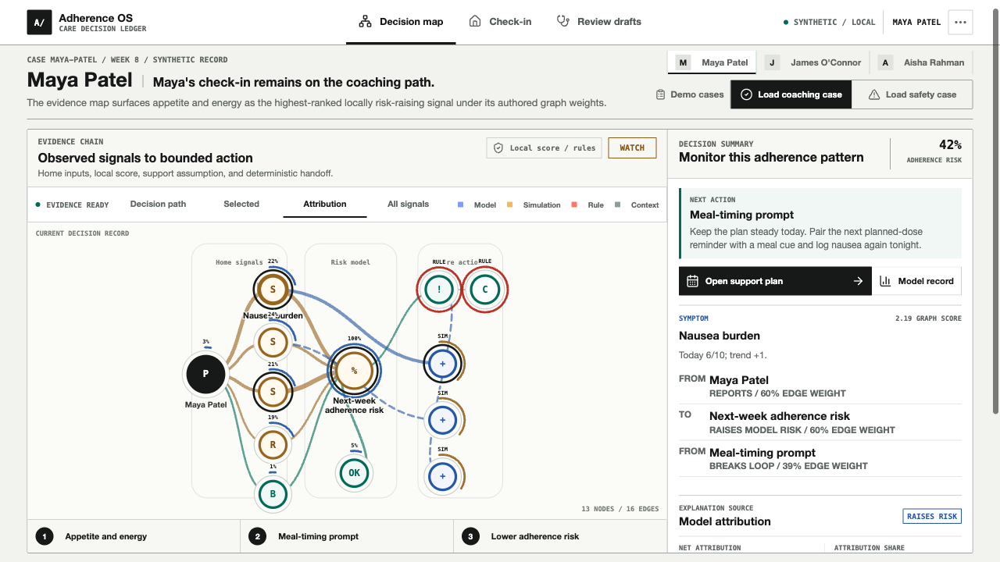 A/
Adherence OS
CARE DECISION LEDGER
Decision map
Check-in
Review drafts
SYNTHETIC / LOCAL
MAYA PATEL
CASE MAYA-PATEL / WEEK 8 / SYNTHETIC RECORD
Maya Patel
Maya's check-in remains on the coaching path.
The evidence map surfaces appetite and energy as the highest-ranked locally risk-raising signal under its authored graph weights.
M Maya Patel
J James O'Connor
A Aisha Rahman
Demo cases
Load coaching case
Load safety case
EVIDENCE CHAIN
Observed signals to bounded action
Home inputs, local score, support assumption, and deterministic handoff.
Local score / rules
WATCH
EVIDENCE READY
Decision path
Selected
Attribution
All signals
Model
Simulation
Rule
Context
CURRENT DECISION RECORD
Home signals
Risk model
22%
RULE
RULE
S
!
C
Nausea burden
24%
S
100%
SIM
3%
P
Maya Patel
21%
S
%
Next-week
adherence risk
+
SIM
+
19%
R
5%
OK
SIM
+
1%
B
13 NODES / 16 EDGES
1 Appetite and energy
2 Meal-timing prompt
3 Lower adherence risk
DECISION SUMMARY
Monitor this adherence pattern
42%
ADHERENCE RISK
NEXT ACTION
Meal-timing prompt
Keep the plan steady today. Pair the next planned-dose
reminder with a meal cue and log nausea again tonight.
Open support plan
Model record
SYMPTOM
2.19 GRAPH SCORE
Nausea burden
Today 6/10; trend +1.
FROM Maya Patel
REPORTS / 60% EDGE WEIGHT
TO Next-week adherence risk
RAISES MODEL RISK / 60% EDGE WEIGHT
FROM Meal-timing prompt
BREAKS LOOP / 39% EDGE WEIGHT
EXPLANATION SOURCE
Model attribution
RAISES RISK
NET ATTRIBUTION
ATTRIBUTION SHARE